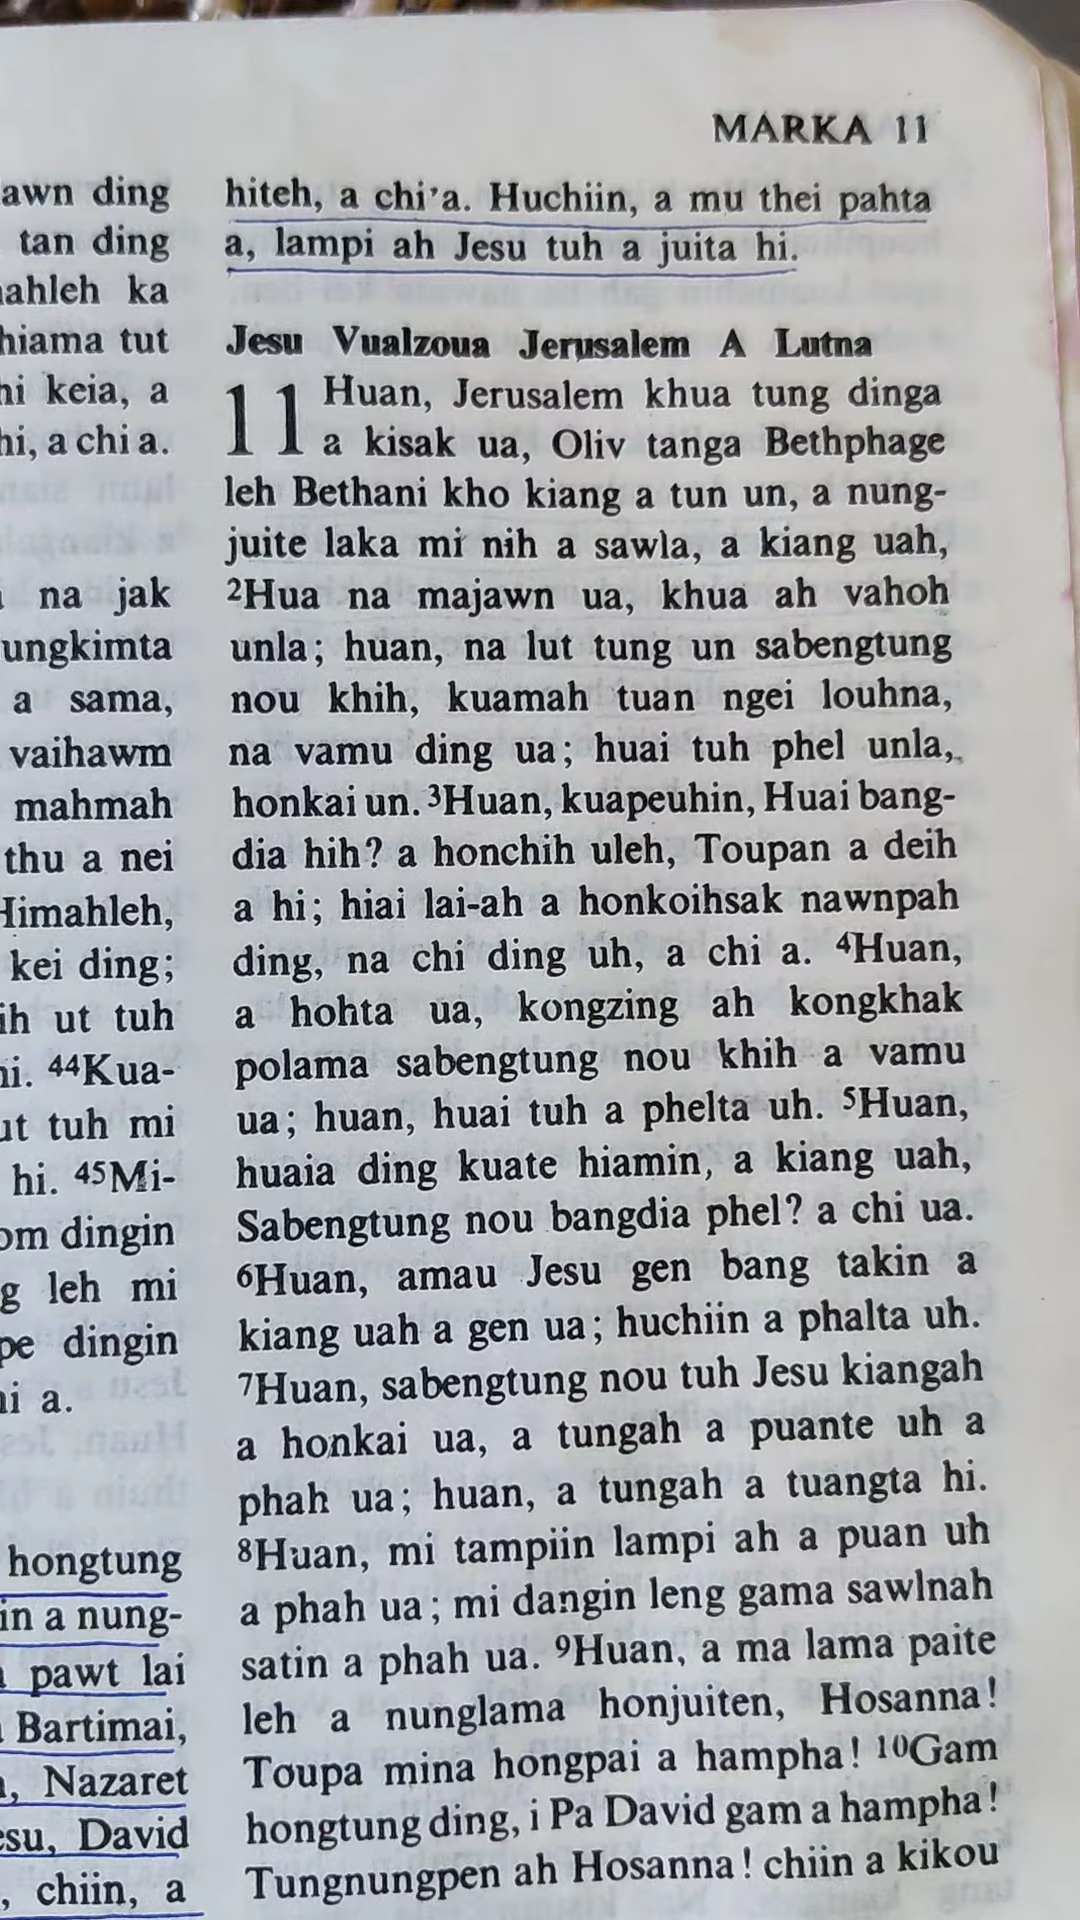 MARKA 11
awn ding
tan ding
ahleh ka
hiama tut
hi keia, a
hi, a chi a.
na jak
ungkimta
a sama,
vaihawm
mahmah
thu a nei
Himahleh,
kei ding;
ih ut tuh
hi. 44Kua-
ut tuh mi
hi. 45Mi-
om dingin
g leh mi
pe dingin
hi a.
hongtung
in a nung-
pawt lai
Bartimai,
, Nazaret
esu, David
, chiin, a
hiteh, a chi’a. Huchiin, a mu thei pahta
a, lampi ah Jesu tuh a juita hi.
Jesu Vualzoua Jerusalem A Lutna
11 Huan, Jerusalem khua tung dinga
a kisak ua, Oliv tanga Bethphage
leh Bethani kho kiang a tun un, a nung-
juite laka mi nih a sawla, a kiang uah,
2Hua na majawn ua, khua ah vahoh
unla; huan, na lut tung un sabengtung
nou khih, kuamah tuan ngei louhna,
na vamu ding ua; huai tuh phel unla,
honkai un. 3Huan, kuapeuhin, Huai bang-
dia hih? a honchih uleh, Toupan a deih
a hi; hiai lai-ah a honkoihsak nawnpah
ding, na chi ding uh, a chi a. 4Huan,
a hohta ua, kongzing ah kongkhak
polama sabengtung nou khih a vamu
ua; huan, huai tuh a phelta uh. 5Huan,
huaia ding kuate hiamin, a kiang uah,
Sabengtung nou bangdia phel? a chi ua.
6Huan, amau Jesu gen bang takin a
kiang uah a gen ua; huchiin a phalta uh.
7Huan, sabengtung nou tuh Jesu kiangah
a honkai ua, a tungah a puante uh a
phah ua; huan, a tungah a tuangta hi.
8Huan, mi tampiin lampi ah a puan uh
a phah ua; mi dangin leng gama sawlnah
satin a phah ua. 9Huan, a ma lama paite
leh a nunglama honjuiten, Hosanna!
Toupa mina hongpai a hampha! 10Gam
hongtung ding, i Pa David gam a hampha!
Tungnungpen ah Hosanna! chiin a kikou